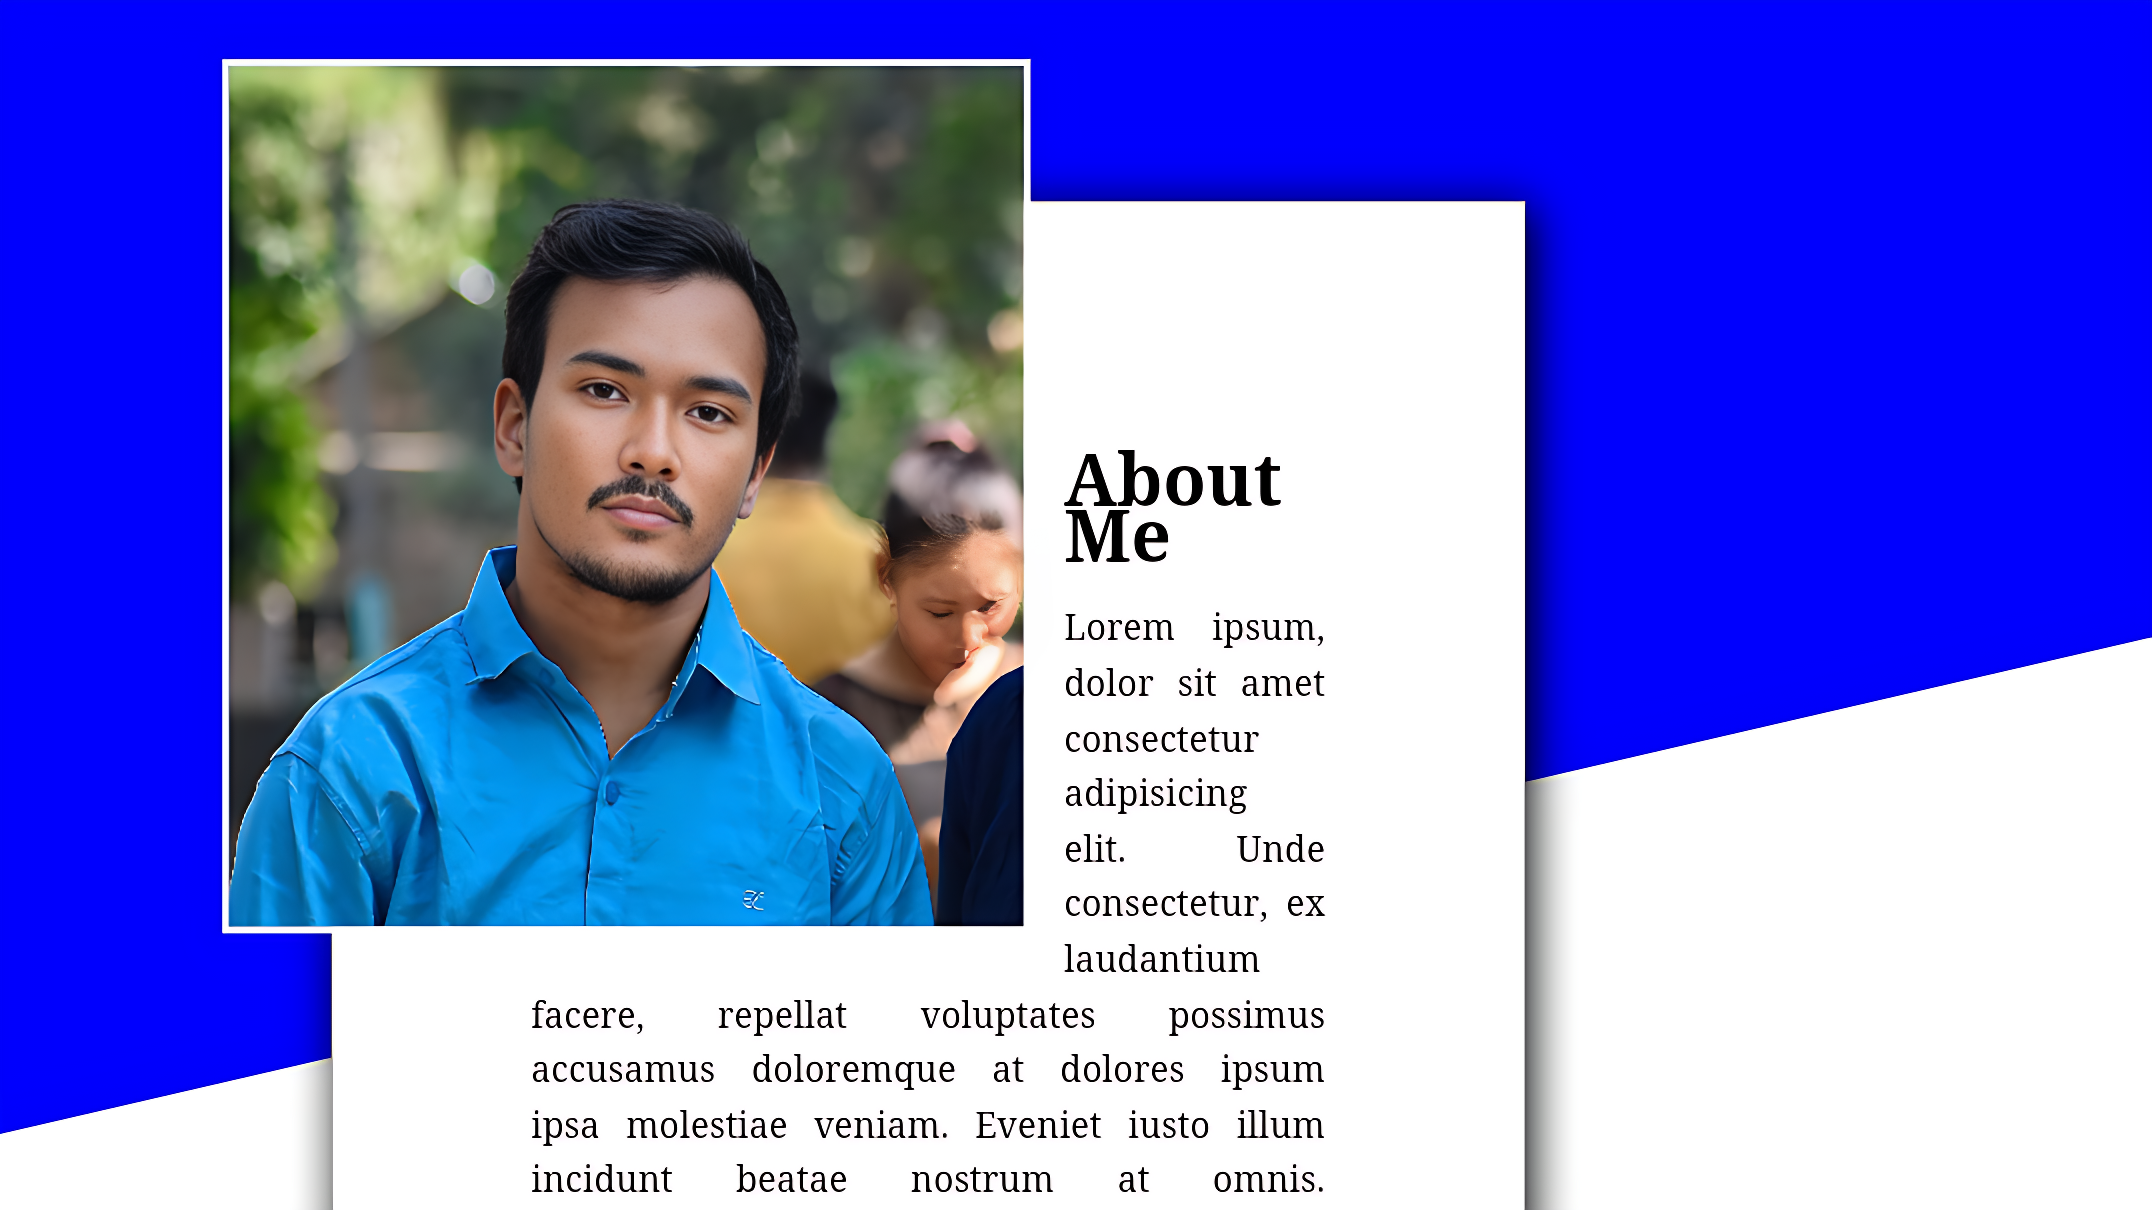 About
Me
Lorem ipsum,
dolor sit amet
consectetur
adipisicing
elit. Unde
consectetur, ex
laudantium
facere, repellat voluptates possimus
accusamus doloremque at dolores ipsum
ipsa molestiae veniam. Eveniet iusto illum
incidunt beatae nostrum at omnis.